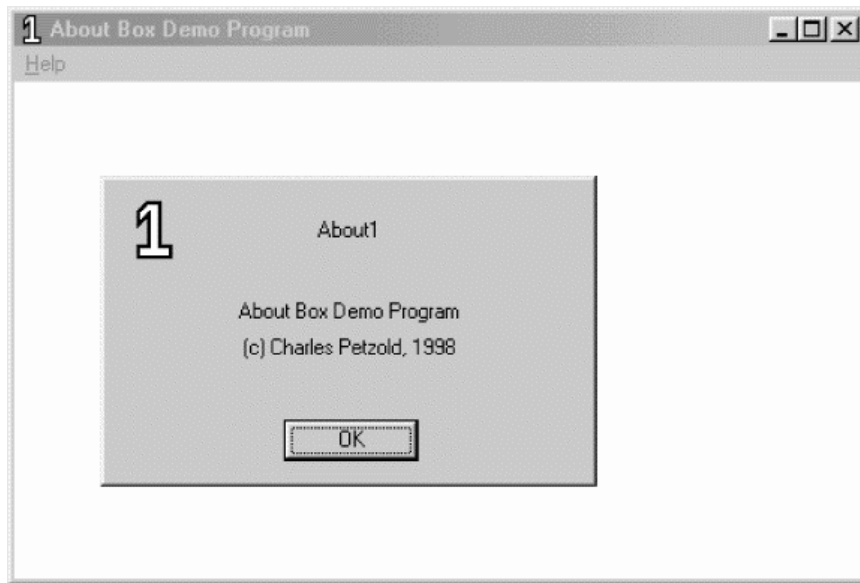 1 About Box Demo Program
Help
1
About1
About Box Demo Program
(c) Charles Petzold, 1998
OK